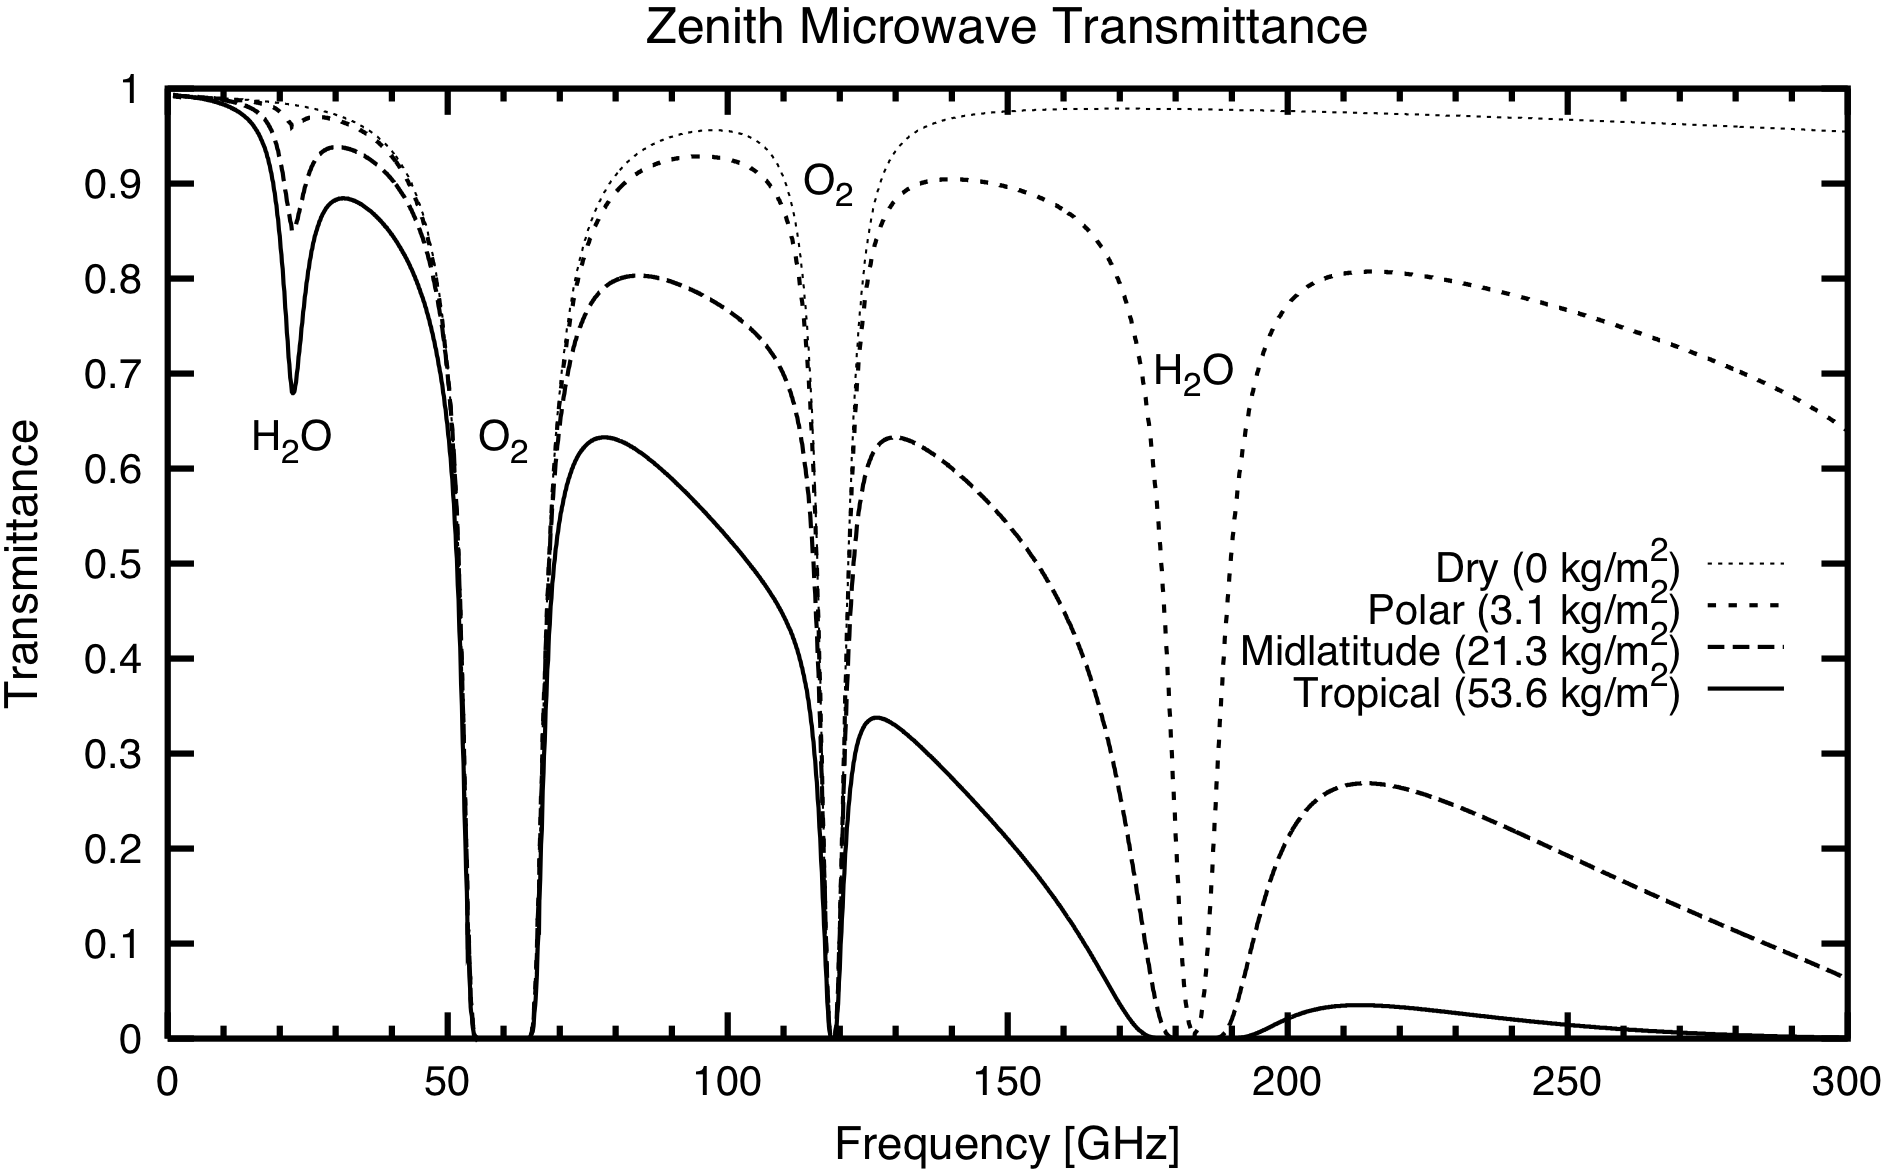 Zenith Microwave Transmittance
Transmittance
1
0.9
0.8
0.7
0.6
0.5
0.4
0.3
0.2
0.1
0
O₂
H₂O
H₂O
O₂
Dry (0 kg/m²)
Polar (3.1 kg/m²)
Midlatitude (21.3 kg/m²)
Tropical (53.6 kg/m²)
0 50 100 150 200 250 300
Frequency [GHz]